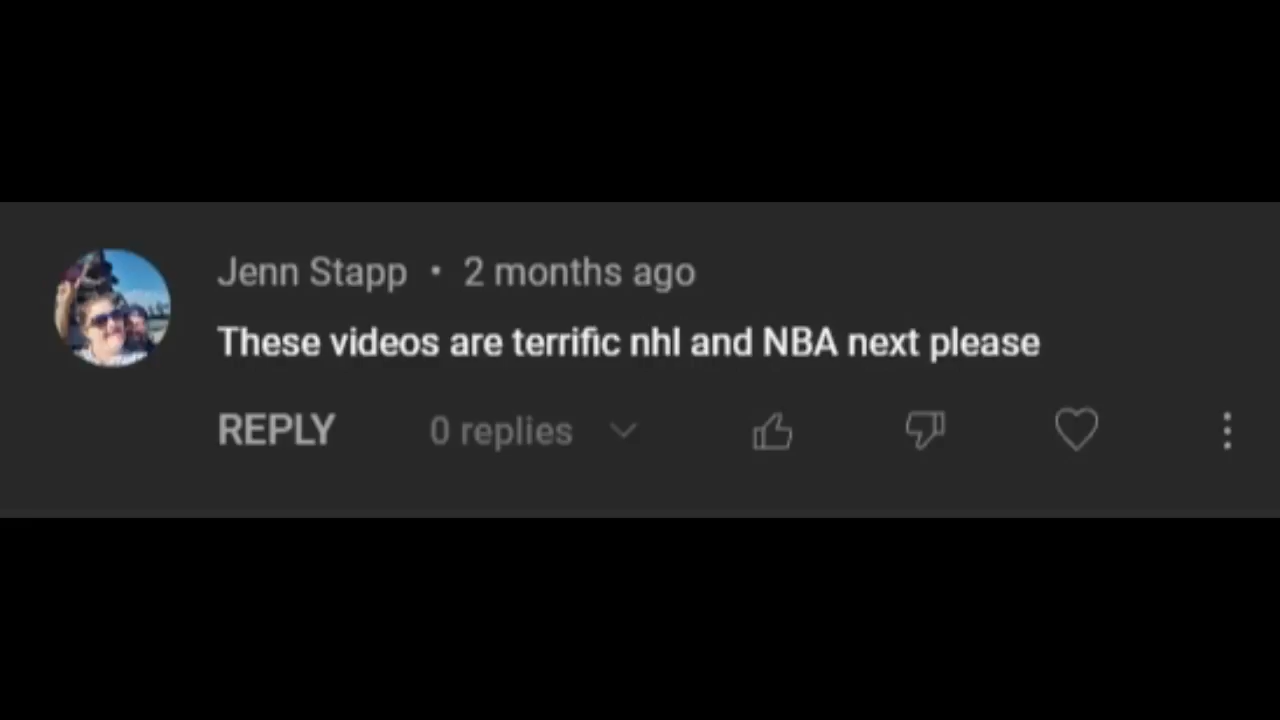 Jenn Stapp • 2 months ago
These videos are terrific nhl and NBA next please
REPLY 0 replies